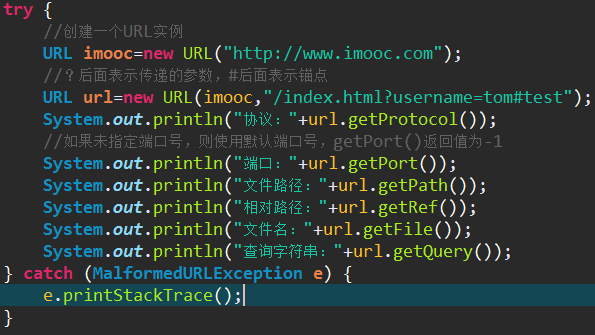 try {
//创建一个URL实例
URL imooc=new URL("http://www.imooc.com");
//？后面表示传递的参数，#后面表示锚点
URL url=new URL(imooc,"/index.html?username=tom#test");
System.out.println("协议："+url.getProtocol());
//如果未指定端口号，则使用默认端口号，getPort()返回值为-1
System.out.println("端口："+url.getPort());
System.out.println("文件路径："+url.getPath());
System.out.println("相对路径："+url.getRef());
System.out.println("文件名："+url.getFile());
System.out.println("查询字符串："+url.getQuery());
} catch (MalformedURLException e) {
e.printStackTrace();
}